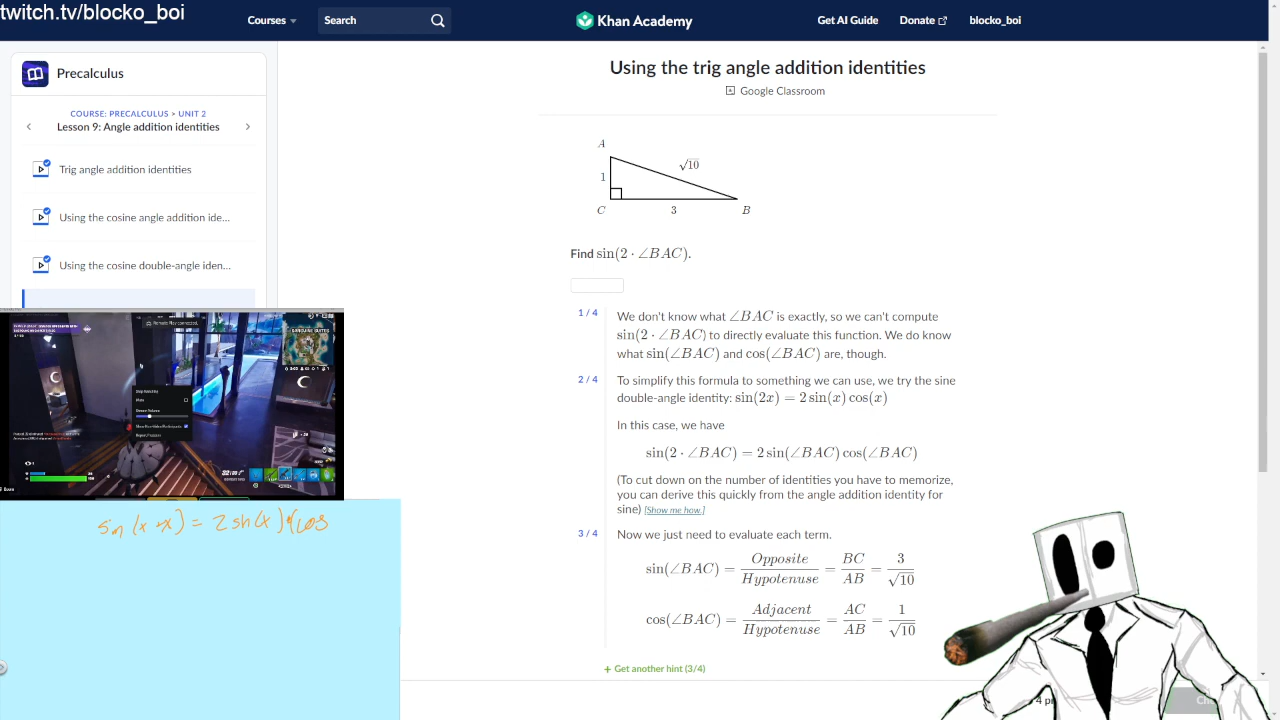 twitch.tv/blocko_boi
Courses
Search
Khan Academy
Get AI Guide
Donate
blocko_boi
Precalculus
COURSE: PRECALCULUS > UNIT 2
Lesson 9: Angle addition identities
Trig angle addition identities
Using the cosine angle addition ide...
Using the cosine double-angle iden...
sin(x+x) = 2 sin(x) (cos
Using the trig angle addition identities
Google Classroom
A
√10
1
C
3
B
Find sin(2 · ∠BAC).
1 / 4
We don't know what ∠BAC is exactly, so we can't compute
sin(2 · ∠BAC) to directly evaluate this function. We do know
what sin(∠BAC) and cos(∠BAC) are, though.
2 / 4
To simplify this formula to something we can use, we try the sine
double-angle identity: sin(2x) = 2 sin(x) cos(x)
In this case, we have
sin(2 · ∠BAC) = 2 sin(∠BAC) cos(∠BAC)
(To cut down on the number of identities you have to memorize,
you can derive this quickly from the angle addition identity for
sine) [Show me how.]
3 / 4
Now we just need to evaluate each term.
sin(∠BAC) = Opposite/Hypotenuse = BC/AB = 3/√10
cos(∠BAC) = Adjacent/Hypotenuse = AC/AB = 1/√10
+ Get another hint (3/4)